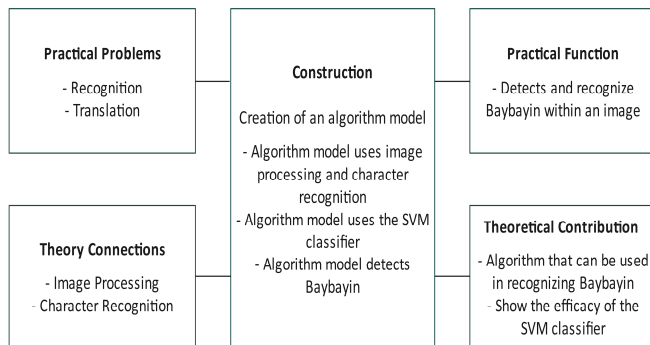 Practical Problems
- Recognition
- Translation
Theory Connections
- Image Processing
- Character Recognition
Construction
Creation of an algorithm model
- Algorithm model uses image
processing and character
recognition
- Algorithm model uses the SVM
classifier
- Algorithm model detects
Baybayin
Practical Function
- Detects and recognize
Baybayin within an image
Theoretical Contribution
- Algorithm that can be used
in recognizing Baybayin
- Show the efficacy of the
SVM classifier